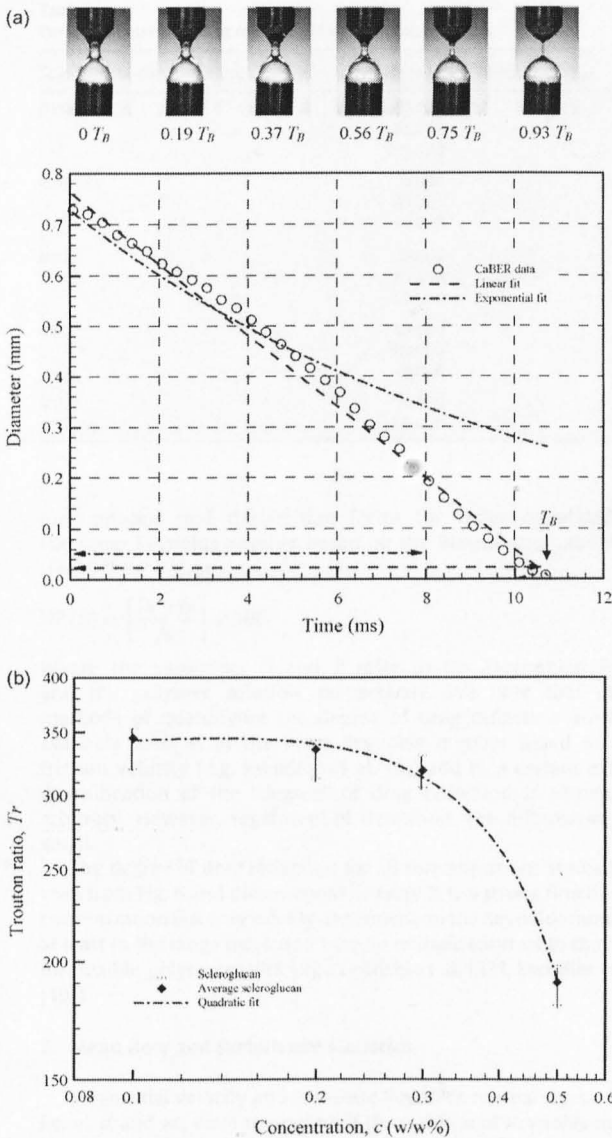 (a)
0 T_B 0.19 T_B 0.37 T_B 0.56 T_B 0.75 T_B 0.93 T_B
0.8
0.7
0.6
0.5
0.4
0.3
0.2
0.1
0.0
Diameter (mm)
CaBER data
Linear fit
Exponential fit
T_B
0 2 4 6 8 10 12
Time (ms)
(b)
400
350
300
250
200
150
Trouton ratio, Tr
Scleroglucan
Average scleroglucan
Quadratic fit
0.08 0.1 0.2 0.3 0.4 0.5 0.6
Concentration, c (w/w%)